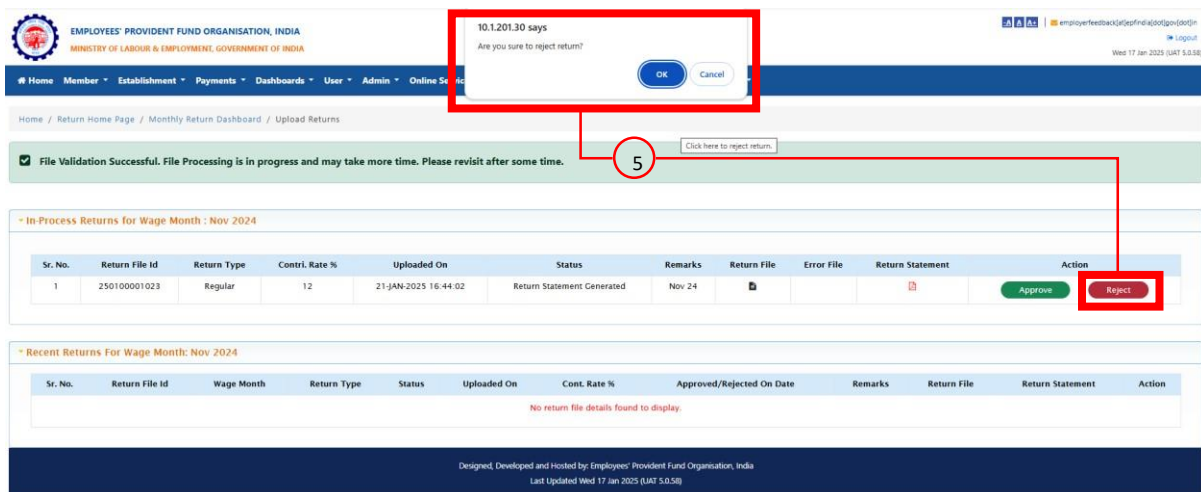 EMPLOYEES' PROVIDENT FUND ORGANISATION, INDIA
MINISTRY OF LABOUR & EMPLOYMENT, GOVERNMENT OF INDIA
10.1.201.30 says
Are you sure to reject return?
OK Cancel
-A A A+ | employerfeedback[at]epfindia[dot]gov[dot]in
Logout
Wed 17 Jan 2025 (UAT 5.0.58)
Home Member Establishment Payments Dashboards User Admin Online
Home / Return Home Page / Monthly Return Dashboard / Upload Returns
Click here to reject return.
File Validation Successful. File Processing is in progress and may take more time. Please revisit after some time.
5
In-Process Returns for Wage Month : Nov 2024
Sr. No. Return File Id Return Type Contri. Rate % Uploaded On Status Remarks Return File Error File Return Statement Action
1 250100001023 Regular 12 21-JAN-2025 16:44:02 Return Statement Generated Nov 24 Approve Reject
Recent Returns For Wage Month: Nov 2024
Sr. No. Return File Id Wage Month Return Type Status Uploaded On Cont. Rate % Approved/Rejected On Date Remarks Return File Return Statement Action
No return file details found to display.
Designed, Developed and Hosted by: Employees' Provident Fund Organisation, India
Last Updated Wed 17 Jan 2025 (UAT 5.0.58)